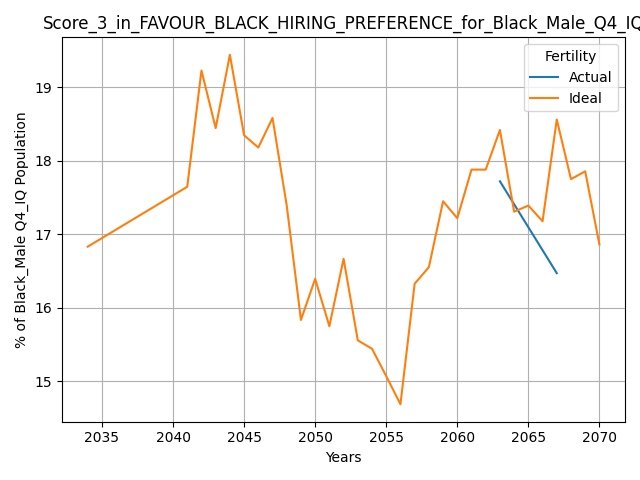 Score_3_in_FAVOUR_BLACK_HIRING_PREFERENCE_for_Black_Male_Q4_IQ
Fertility
Actual
Ideal
% of Black_Male Q4_IQ Population
19
18
17
16
15
2035 2040 2045 2050 2055 2060 2065 2070
Years